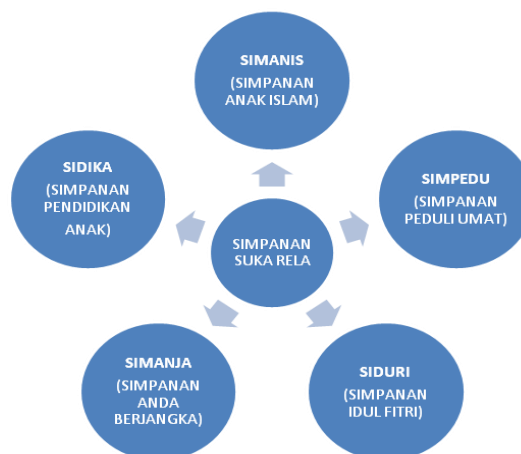 SIMANIS
(SIMPANAN
ANAK ISLAM)
SIDIKA
(SIMPANAN
PENDIDIKAN
ANAK)
SIMPEDU
(SIMPANAN
PEDULI UMAT)
SIMPANAN
SUKA RELA
SIMANJA
(SIMPANAN
ANDA
BERJANGKA)
SIDURI
(SIMPANAN
IDUL FITRI)